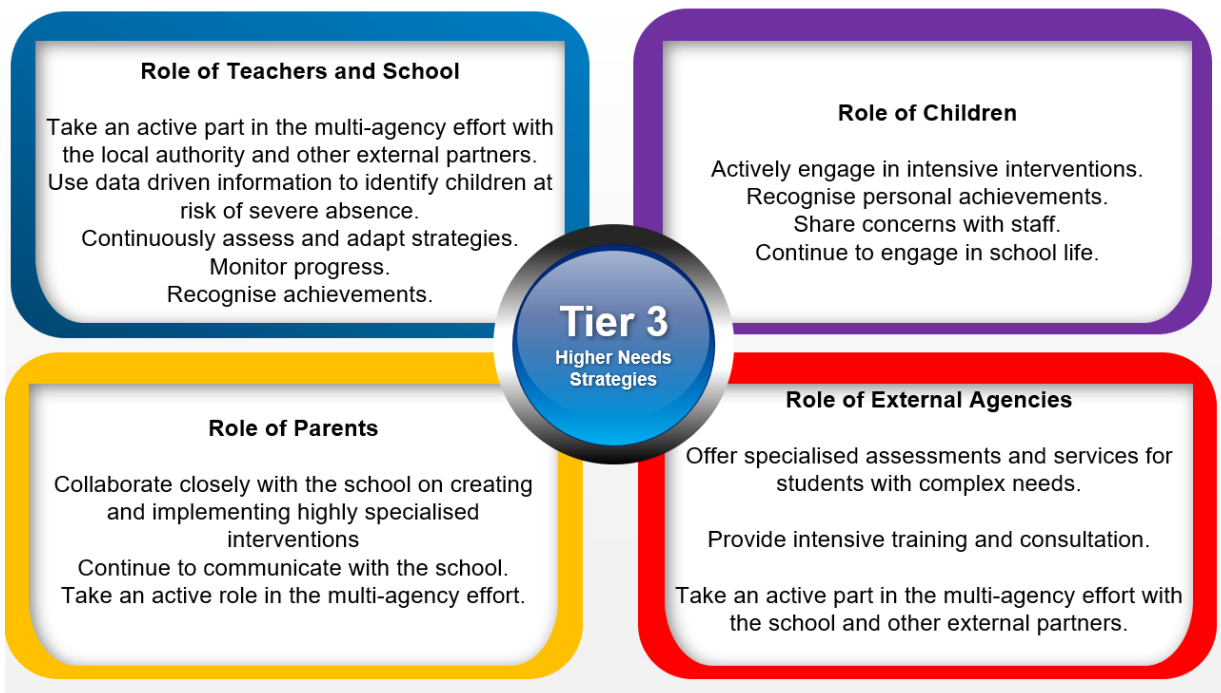 Role of Teachers and School
Take an active part in the multi-agency effort with
the local authority and other external partners.
Use data driven information to identify children at
risk of severe absence.
Continuously assess and adapt strategies.
Monitor progress.
Recognise achievements.
Role of Children
Actively engage in intensive interventions.
Recognise personal achievements.
Share concerns with staff.
Continue to engage in school life.
Tier 3
Higher Needs
Strategies
Role of Parents
Collaborate closely with the school on creating
and implementing highly specialised
interventions
Continue to communicate with the school.
Take an active role in the multi-agency effort.
Role of External Agencies
Offer specialised assessments and services for
students with complex needs.
Provide intensive training and consultation.
Take an active part in the multi-agency effort with
the school and other external partners.